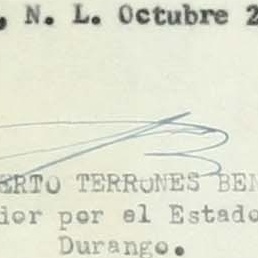 , N. L. Octubre 2
ERTO TERRONES BEN
dor por el Estado
Durango.